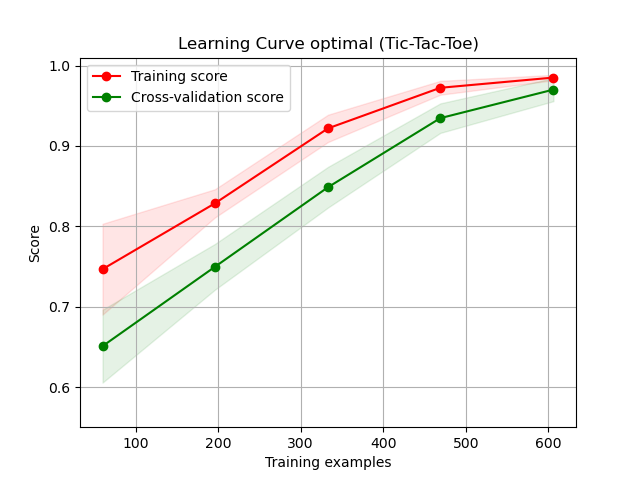 Learning Curve optimal (Tic-Tac-Toe)
Training score
Cross-validation score
1.0
0.9
0.8
0.7
0.6
Score
100
200
300
400
500
600
Training examples